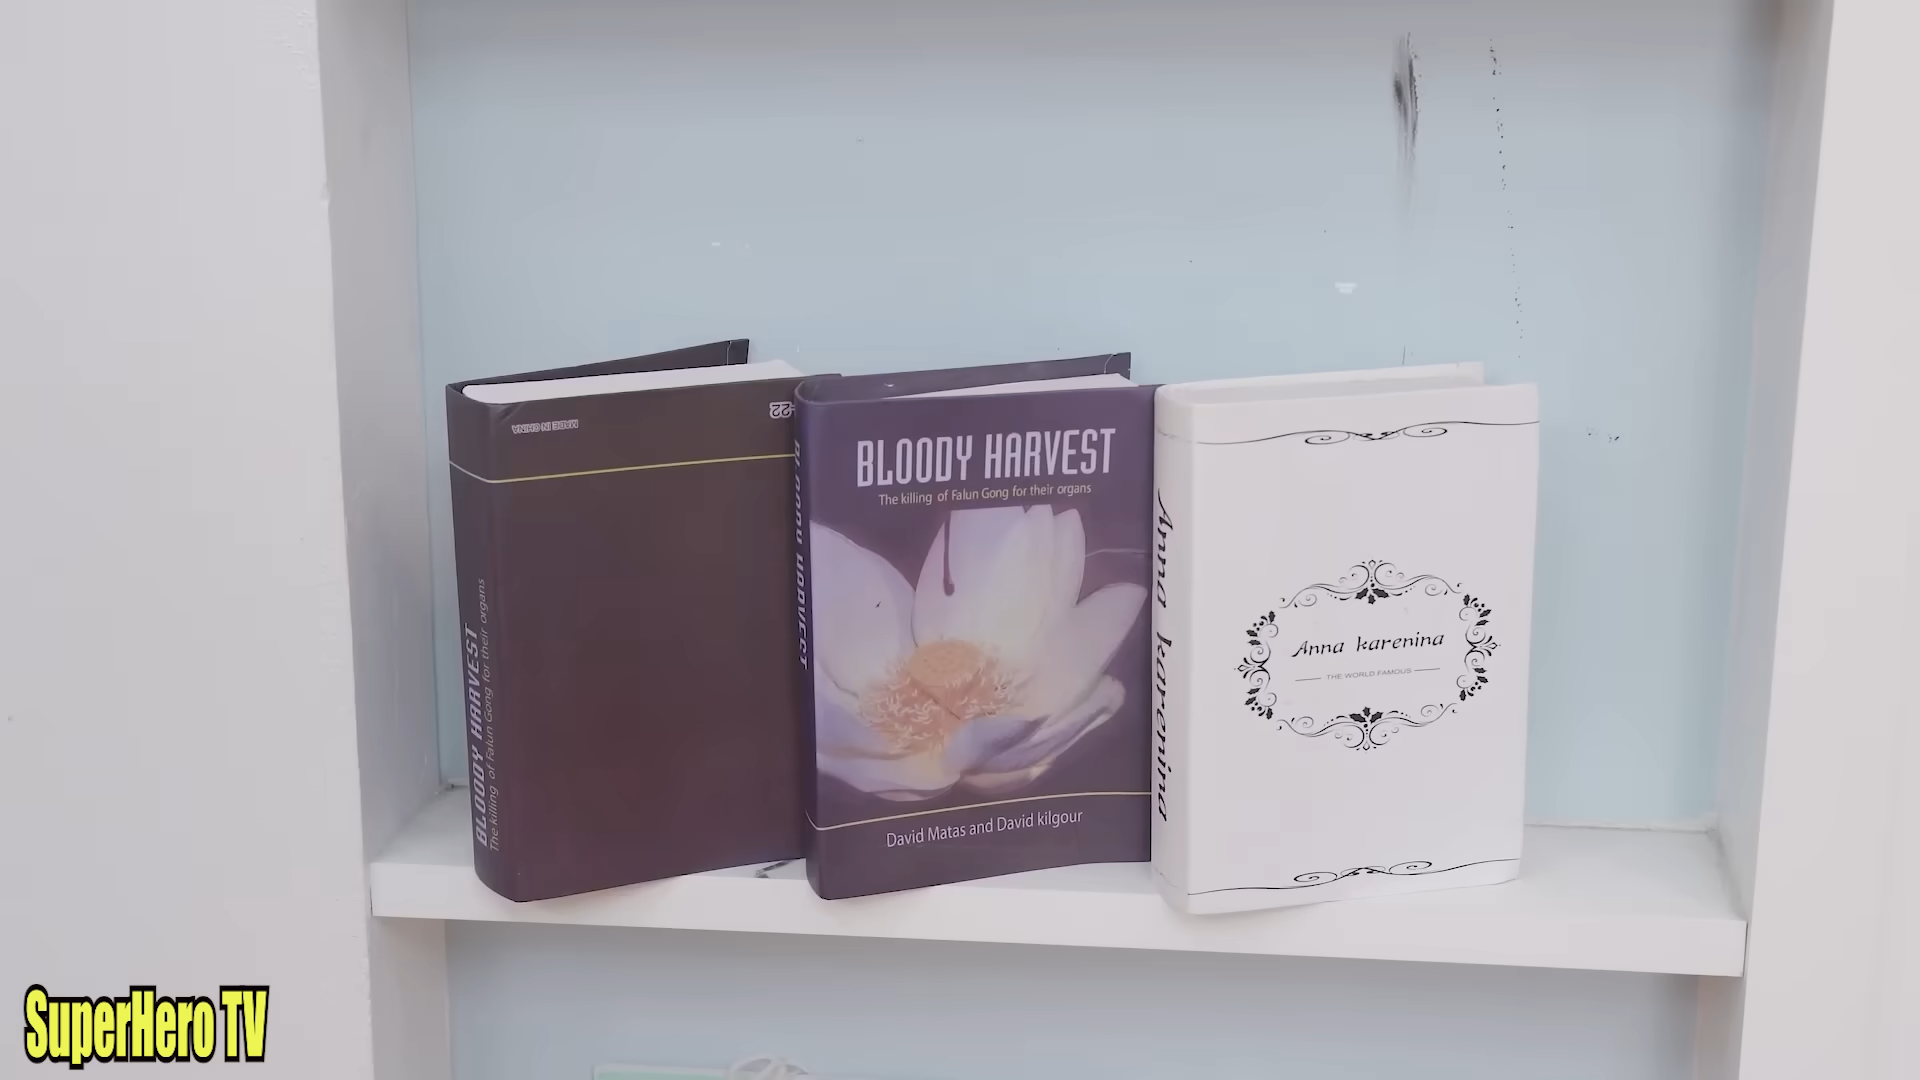 MADE IN CHINA
22
BLOODY HARVEST
The killing of Falun Gong for their organs
BLOODY HARVEST
BLOODY HARVEST
The killing of Falun Gong for their organs
David Matas and David kilgour
Anna karenina
Anna karenina
THE WORLD FAMOUS
SuperHero TV